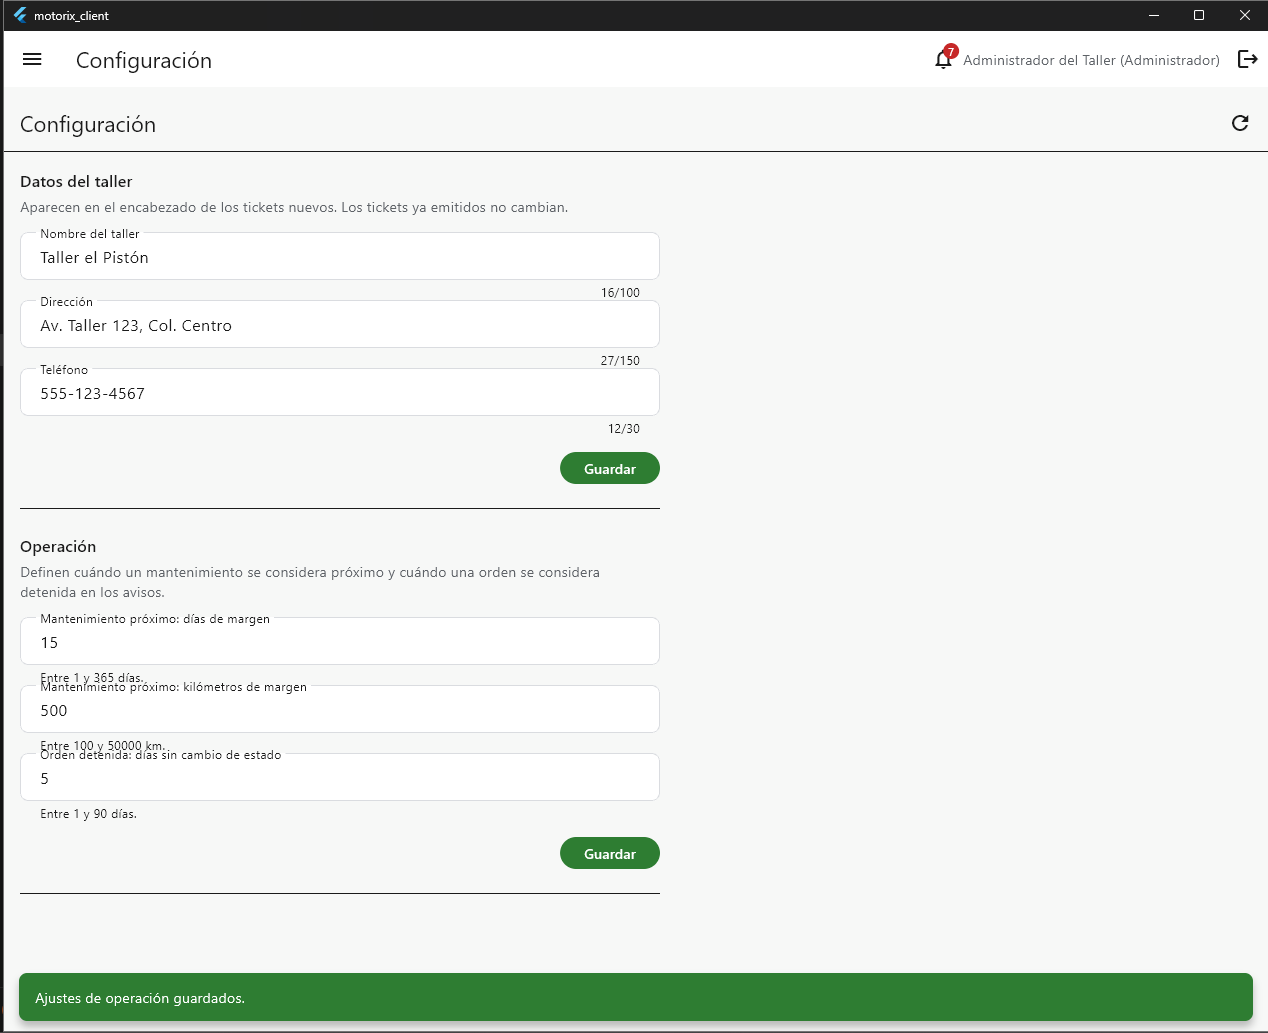 motorix_client
Configuración
7
Administrador del Taller (Administrador)
Configuración
Datos del taller
Aparecen en el encabezado de los tickets nuevos. Los tickets ya emitidos no cambian.
Nombre del taller
Taller el Pistón
16/100
Dirección
Av. Taller 123, Col. Centro
27/150
Teléfono
555-123-4567
12/30
Guardar
Operación
Definen cuándo un mantenimiento se considera próximo y cuándo una orden se considera
detenida en los avisos.
Mantenimiento próximo: días de margen
15
Entre 1 y 365 días.
Mantenimiento próximo: kilómetros de margen
500
Entre 100 y 50000 km.
Orden detenida: días sin cambio de estado
5
Entre 1 y 90 días.
Guardar
Ajustes de operación guardados.